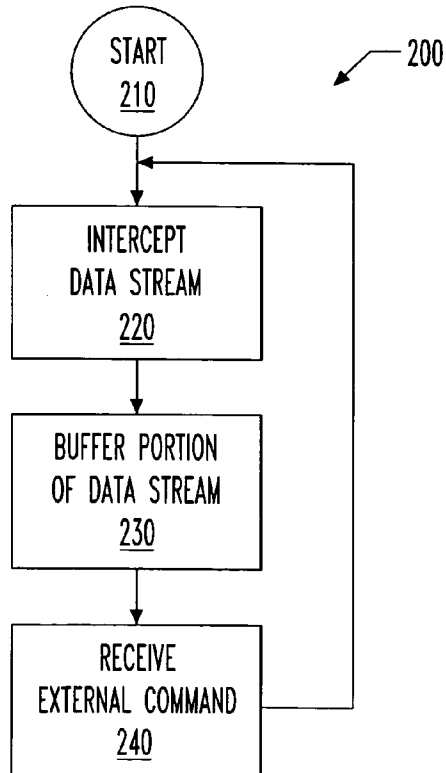 START
210
200
INTERCEPT
DATA STREAM
220
BUFFER PORTION
OF DATA STREAM
230
RECEIVE
EXTERNAL COMMAND
240